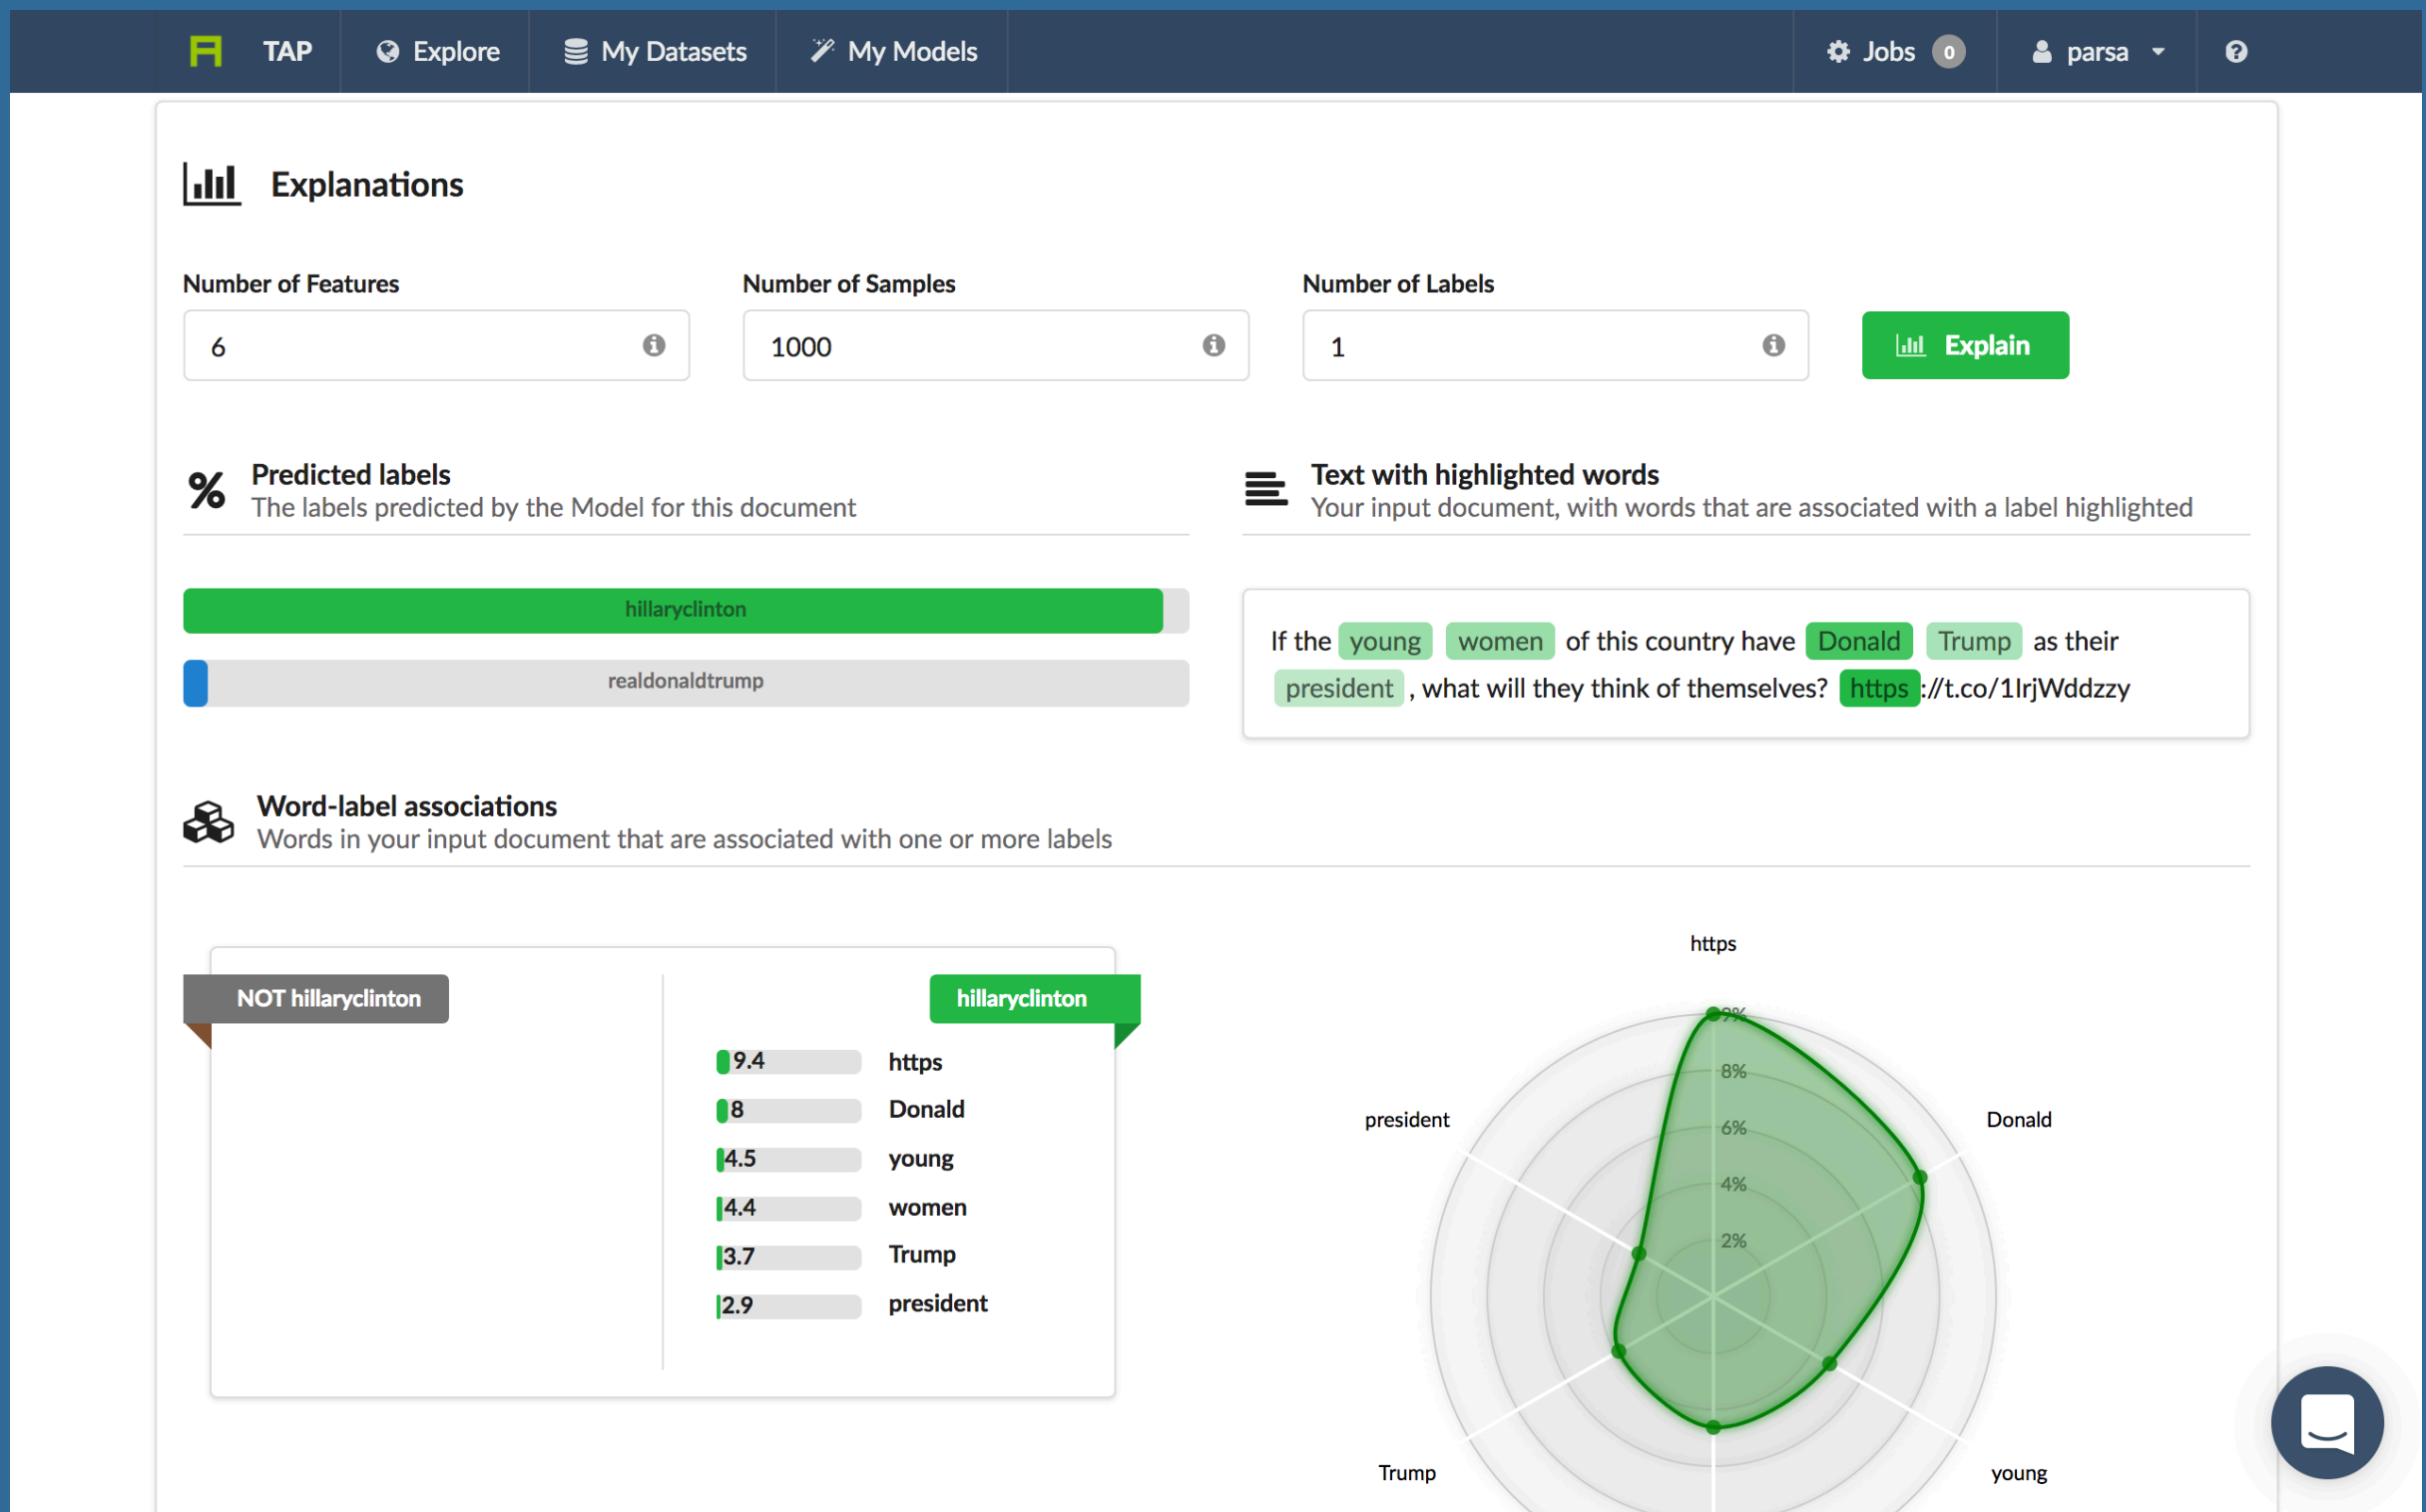 TAP Explore My Datasets My Models Jobs 0 parsa
Explanations
Number of Features Number of Samples Number of Labels
6 1000 1 Explain
Predicted labels
The labels predicted by the Model for this document
Text with highlighted words
Your input document, with words that are associated with a label highlighted
hillaryclinton
realdonaldtrump
If the young women of this country have Donald Trump as their
president , what will they think of themselves? https ://t.co/1IrjWddzzy
Word-label associations
Words in your input document that are associated with one or more labels
NOT hillaryclinton hillaryclinton
9.4 https
8 Donald
4.5 young
4.4 women
3.7 Trump
2.9 president
https
9%
8%
president Donald
6%
4%
2%
Trump young